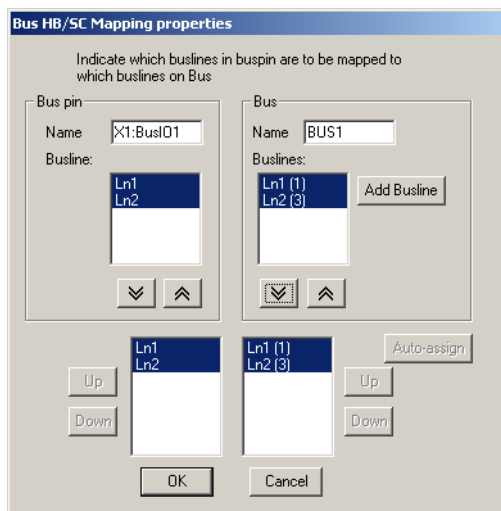 Bus HB/SC Mapping properties
Indicate which buslines in buspin are to be mapped to
which buslines on Bus
Bus pin
Name X1:BusIO1
Busline:
Ln1
Ln2
Bus
Name BUS1
Buslines:
Ln1 (1)
Ln2 (3)
Add Busline
Ln1
Ln2
Ln1 (1)
Ln2 (3)
Auto-assign
Up
Down
Up
Down
OK
Cancel